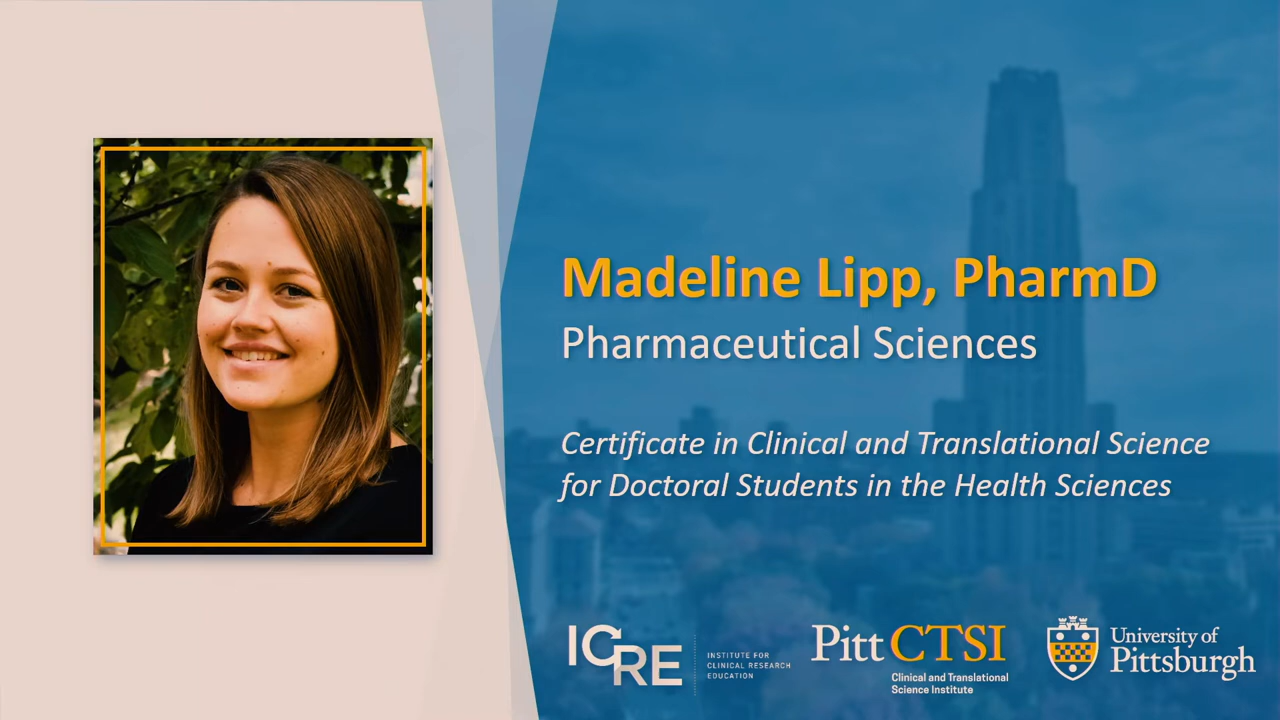 Madeline Lipp, PharmD
Pharmaceutical Sciences
Certificate in Clinical and Translational Science
for Doctoral Students in the Health Sciences
ICRE
INSTITUTE FOR
CLINICAL RESEARCH
EDUCATION
Pitt CTSI
Clinical and Translational
Science Institute
University of
Pittsburgh